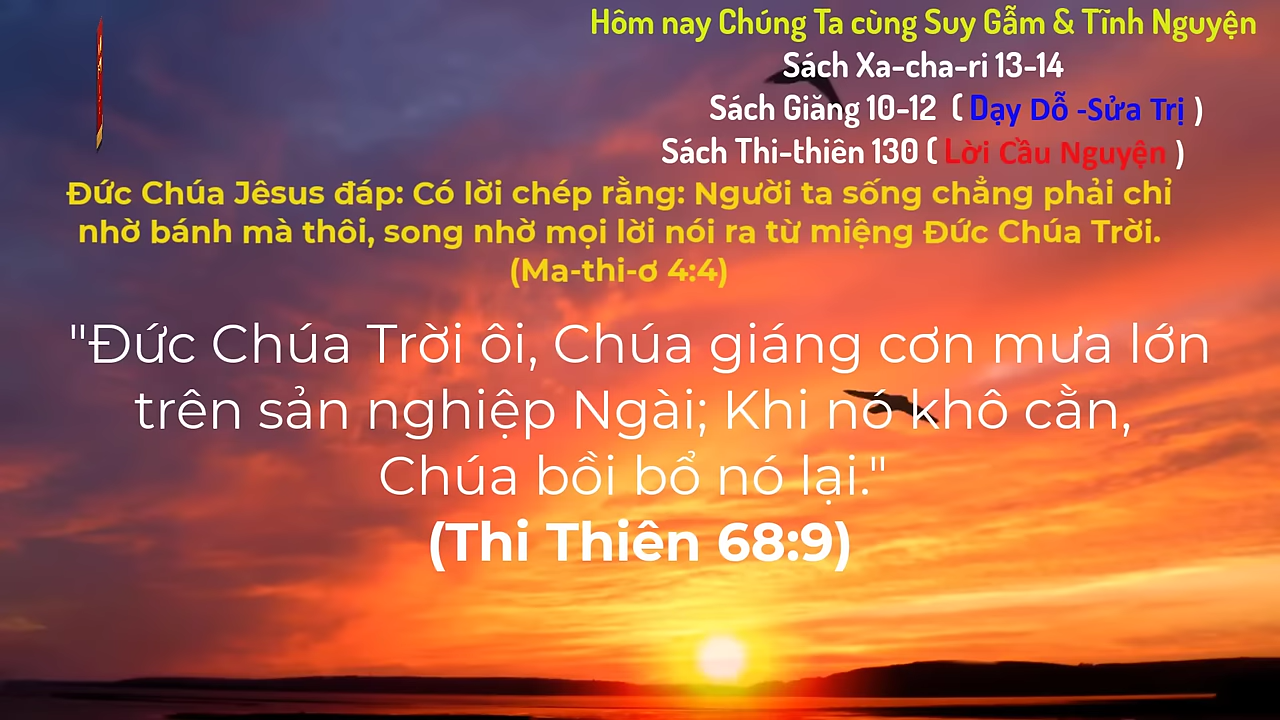 Hôm nay Chúng Ta cùng Suy Gẫm & Tĩnh Nguyện
Sách Xa-cha-ri 13-14
Sách Giăng 10-12 ( Dạy Dỗ -Sửa Trị )
Sách Thi-thiên 130 ( Lời Cầu Nguyện )
Đức Chúa Jêsus đáp: Có lời chép rằng: Người ta sống chẳng phải chỉ
nhờ bánh mà thôi, song nhờ mọi lời nói ra từ miệng Đức Chúa Trời.
(Ma-thi-ơ 4:4)
"Đức Chúa Trời ôi, Chúa giáng cơn mưa lớn
trên sản nghiệp Ngài; Khi nó khô cằn,
Chúa bồi bổ nó lại."
(Thi Thiên 68:9)